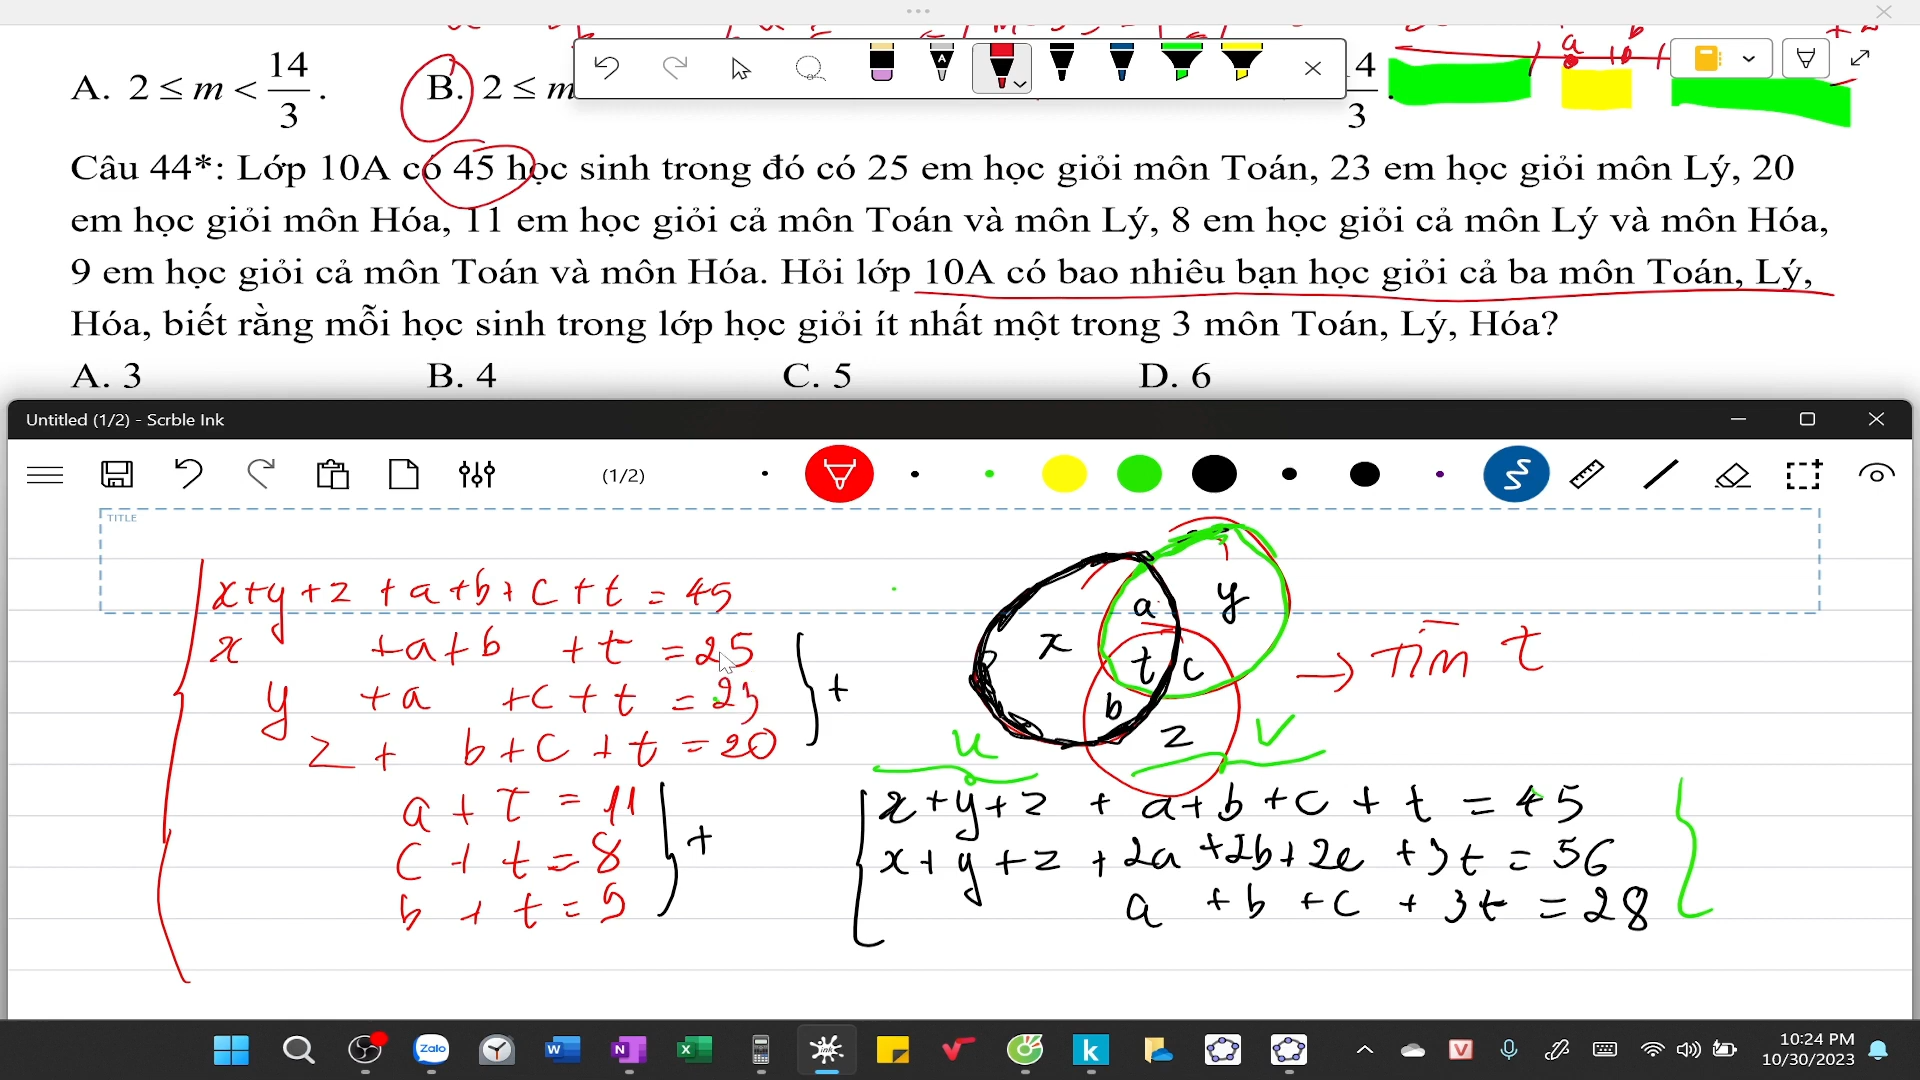 A. 2 ≤ m < 14/3 .
B. 2 ≤ m
4/3 .
a b
Câu 44*: Lớp 10A có 45 học sinh trong đó có 25 em học giỏi môn Toán, 23 em học giỏi môn Lý, 20
em học giỏi môn Hóa, 11 em học giỏi cả môn Toán và môn Lý, 8 em học giỏi cả môn Lý và môn Hóa,
9 em học giỏi cả môn Toán và môn Hóa. Hỏi lớp 10A có bao nhiêu bạn học giỏi cả ba môn Toán, Lý,
Hóa, biết rằng mỗi học sinh trong lớp học giỏi ít nhất một trong 3 môn Toán, Lý, Hóa?
A. 3 B. 4 C. 5 D. 6
Untitled (1/2) - Scrble Ink
(1/2)
TITLE
x+y+z +a+b+c+t = 45
x +a+b +t = 25
y +a +c+t = 23
z + b+c+t = 20
+
a + t = 11
c + t = 8
b + t = 9
+
x a y t c b z
→ Tìm t
u v
x+y+z + a+b+c+t = 45
x+y+z + 2a+2b+2c+3t = 56
a +b +c + 3t = 28
Zalo
10:24 PM
10/30/2023